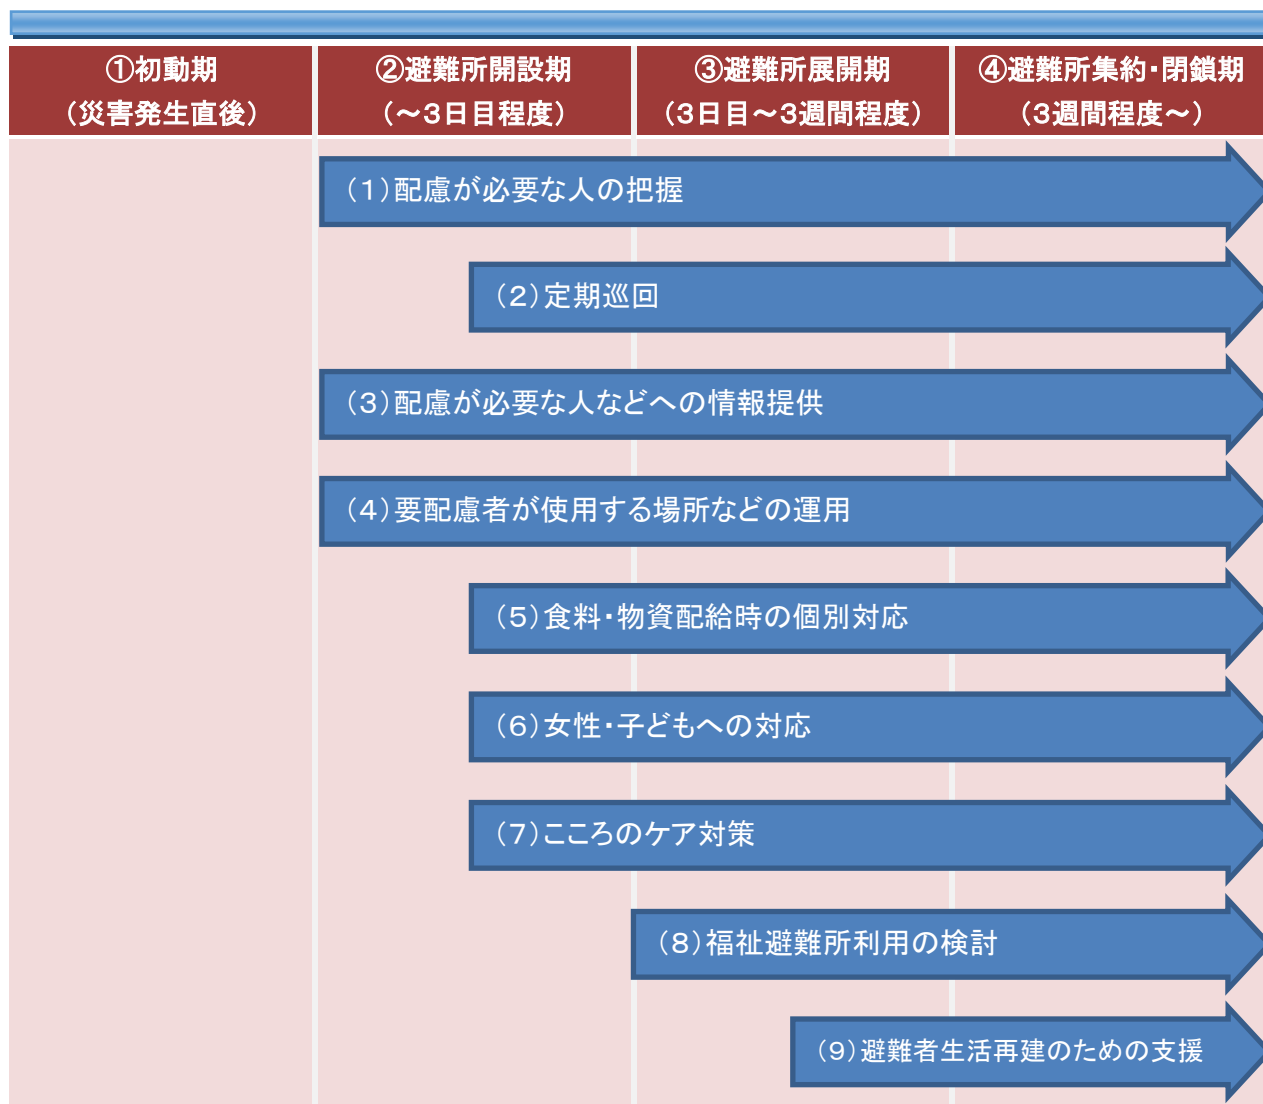 ①初動期
（災害発生直後）
②避難所開設期
（～3日目程度）
③避難所展開期
（3日目～3週間程度）
④避難所集約・閉鎖期
（3週間程度～）
（1）配慮が必要な人の把握
（2）定期巡回
（3）配慮が必要な人などへの情報提供
（4）要配慮者が使用する場所などの運用
（5）食料・物資配給時の個別対応
（6）女性・子どもへの対応
（7）こころのケア対策
（8）福祉避難所利用の検討
（9）避難者生活再建のための支援